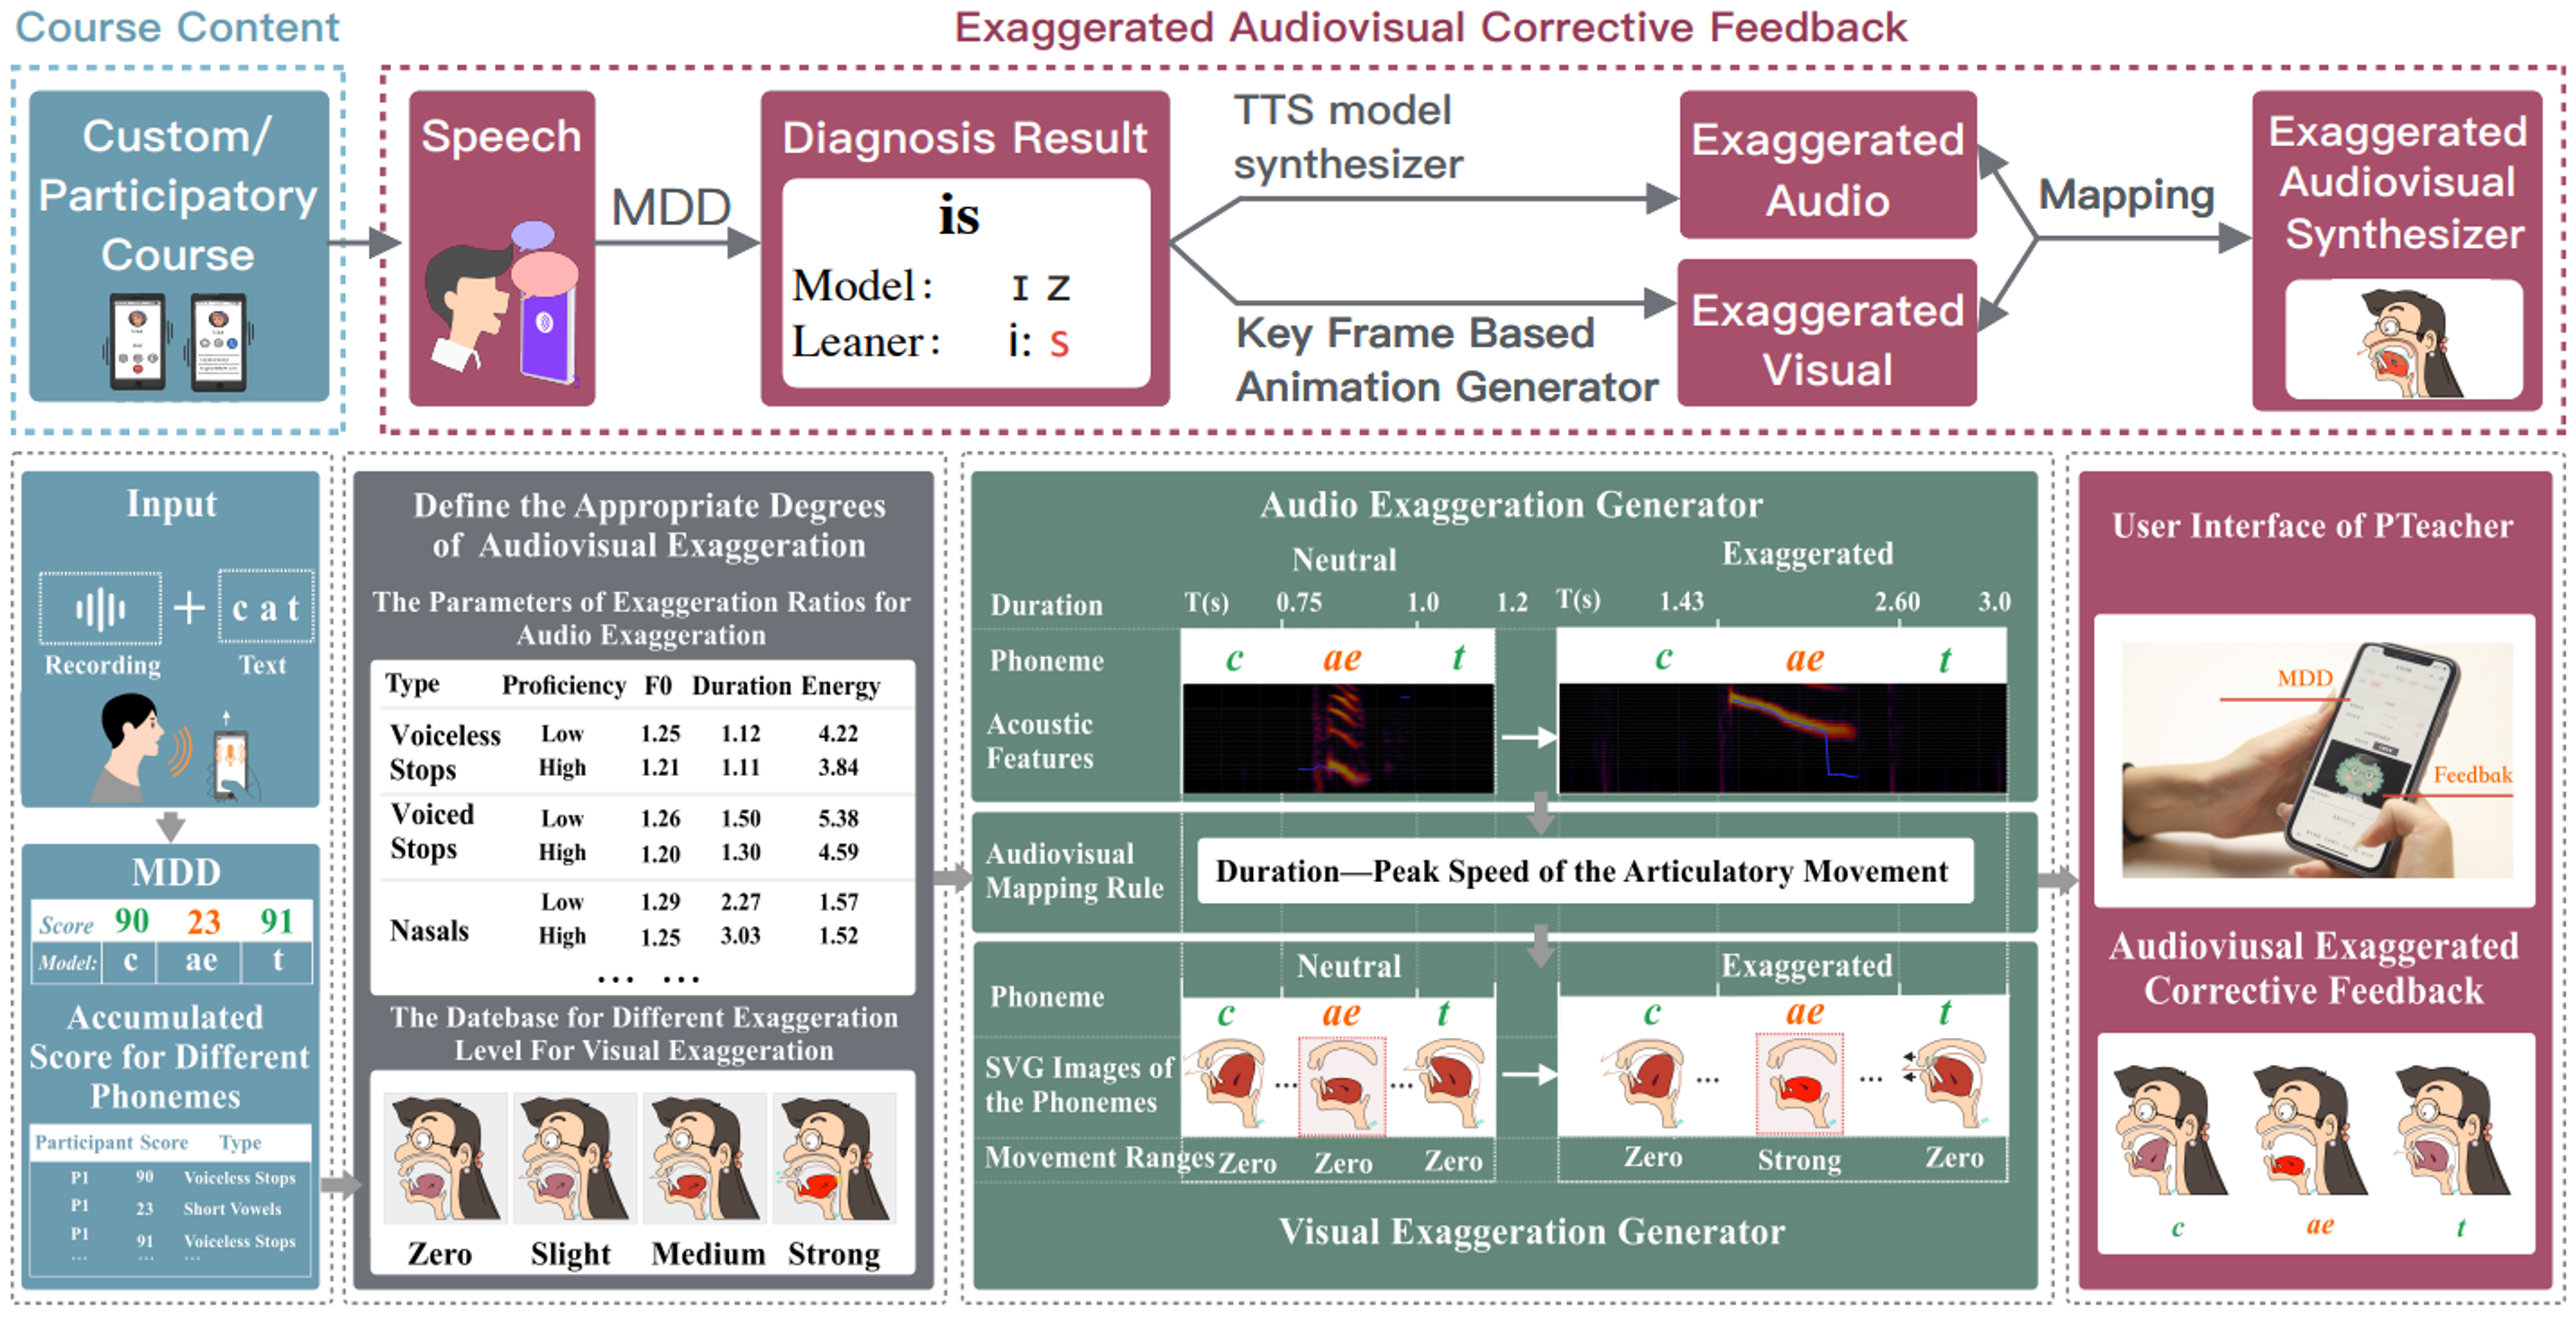 Course Content
Exaggerated Audiovisual Corrective Feedback
Custom/
Participatory
Course
Speech
MDD
Diagnosis Result
is
Model: ɪ z
Leaner: i: s
TTS model
synthesizer
Key Frame Based
Animation Generator
Exaggerated
Audio
Exaggerated
Visual
Mapping
Exaggerated
Audiovisual
Synthesizer
Input
+
c a t
Recording
Text
MDD
Score 90 23 91
Model: c ae t
Accumulated
Score for Different
Phonemes
Participant Score Type
P1 90 Voiceless Stops
P1 23 Short Vowels
P1 91 Voiceless Stops
... ... ...
Define the Appropriate Degrees
of Audiovisual Exaggeration
The Parameters of Exaggeration Ratios for
Audio Exaggeration
Type Proficiency F0 Duration Energy
Voiceless Stops
Low 1.25 1.12 4.22
High 1.21 1.11 3.84
Voiced Stops
Low 1.26 1.50 5.38
High 1.20 1.30 4.59
Nasals
Low 1.29 2.27 1.57
High 1.25 3.03 1.52
... ...
The Datebase for Different Exaggeration
Level For Visual Exaggeration
Zero Slight Medium Strong
Audio Exaggeration Generator
Neutral
Exaggerated
Duration T(s) 0.75 1.0 1.2 T(s) 1.43 2.60 3.0
Phoneme c ae t c ae t
Acoustic
Features
Audiovisual
Mapping Rule
Duration—Peak Speed of the Articulatory Movement
Neutral
Exaggerated
Phoneme c ae t c ae t
SVG Images of
the Phonemes
... ... ... ...
Movement Ranges Zero Zero Zero Zero Strong Zero
Visual Exaggeration Generator
User Interface of PTeacher
MDD
Feedbak
Audioviusal Exaggerated
Corrective Feedback
c ae t